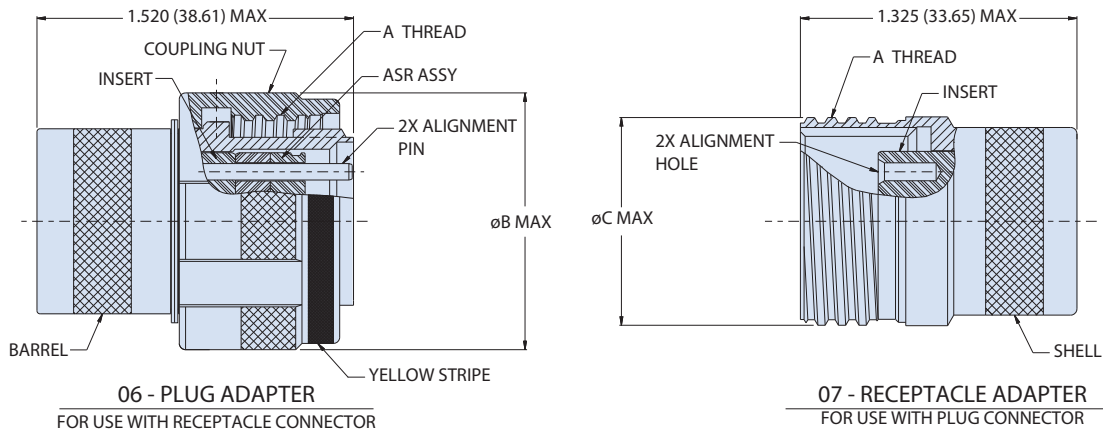 1.520 (38.61) MAX
COUPLING NUT
INSERT
A THREAD
ASR ASSY
2X ALIGNMENT
PIN
øB MAX
BARREL
YELLOW STRIPE
06 - PLUG ADAPTER
FOR USE WITH RECEPTACLE CONNECTOR
1.325 (33.65) MAX
A THREAD
INSERT
2X ALIGNMENT
HOLE
øC MAX
SHELL
07 - RECEPTACLE ADAPTER
FOR USE WITH PLUG CONNECTOR